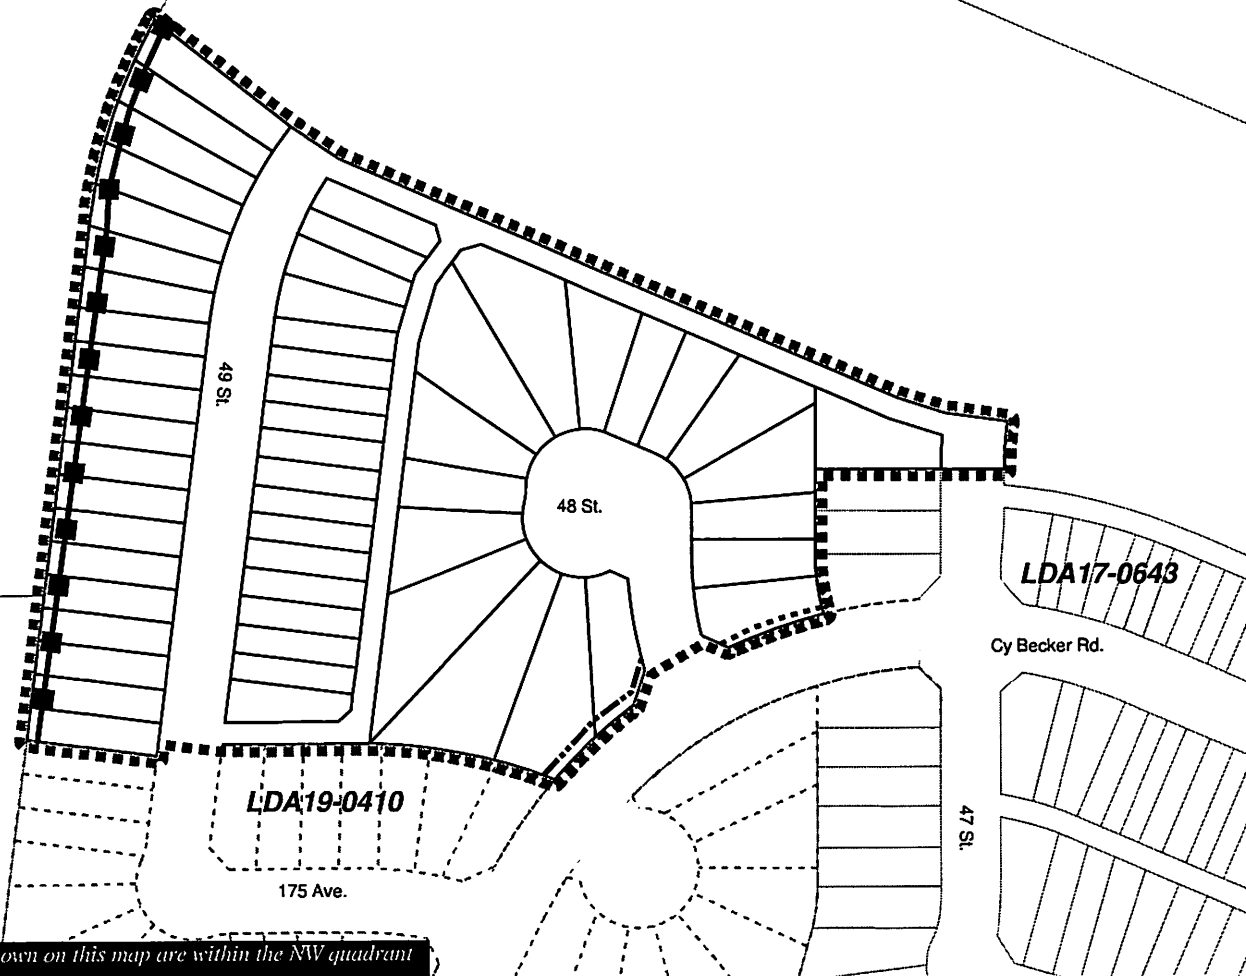 49 St.
48 St.
LDA17-0643
Cy Becker Rd.
LDA19-0410
47 St.
175 Ave.
own on this map are within the NW quadrant